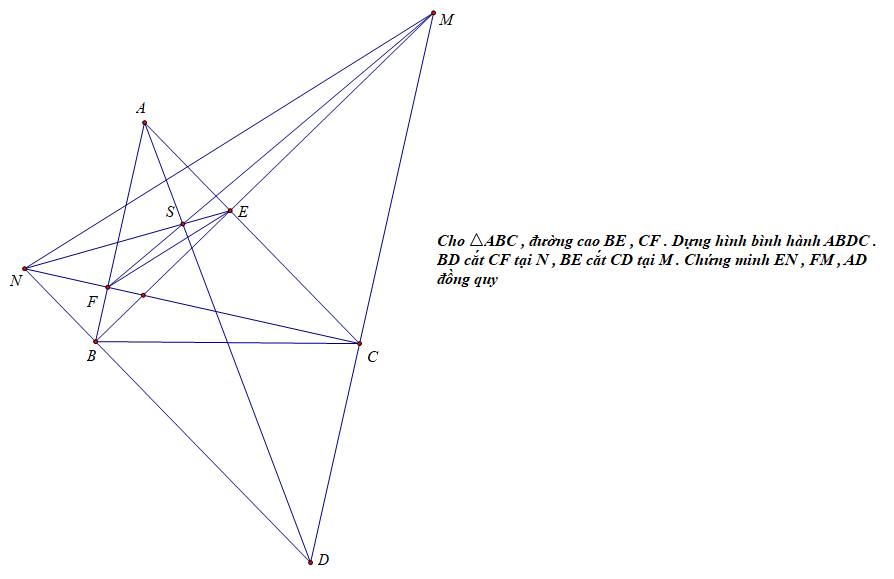 M
A
S
E
N
F
B
C
D
Cho △ABC , đường cao BE , CF . Dựng hình bình hành ABDC .
BD cắt CF tại N , BE cắt CD tại M . Chứng minh EN , FM , AD
đồng quy